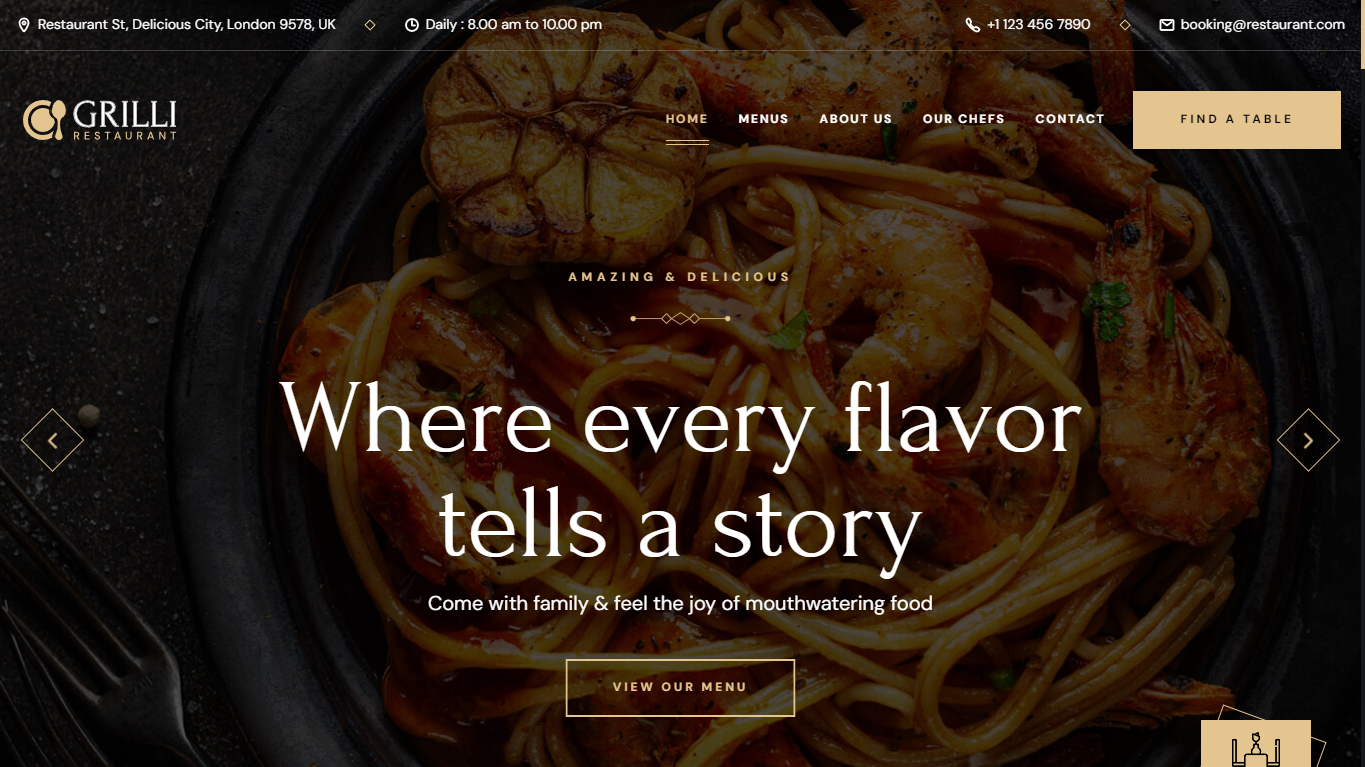 Restaurant St, Delicious City, London 9578, UK
Daily : 8.00 am to 10.00 pm
+1 123 456 7890
booking@restaurant.com
GRILLI
RESTAURANT
HOME
MENUS
ABOUT US
OUR CHEFS
CONTACT
FIND A TABLE
AMAZING & DELICIOUS
Where every flavor
tells a story
Come with family & feel the joy of mouthwatering food
VIEW OUR MENU